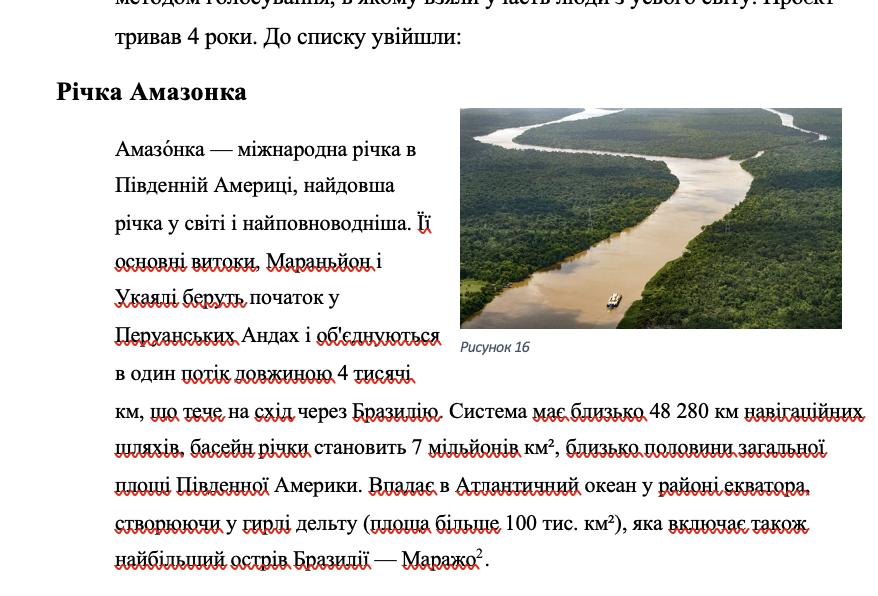 методом голосування, в якому взяли участь люди з усього світу. Проєкт
тривав 4 роки. До списку увійшли:
Річка Амазонка
Амазо́нка — міжнародна річка в
Південній Америці, найдовша
річка у світі і найповноводніша. Її
основні витоки, Мараньйон і
Укаялі беруть початок у
Перуанських Андах і об'єднуються
в один потік довжиною 4 тисячі
Рисунок 16
км, що тече на схід через Бразилію. Система має близько 48 280 км навігаційних
шляхів, басейн річки становить 7 мільйонів км², близько половини загальної
площі Південної Америки. Впадає в Атлантичний океан у районі екватора,
створюючи у гирлі дельту (площа більше 100 тис. км²), яка включає також
найбільший острів Бразилії — Маражо².